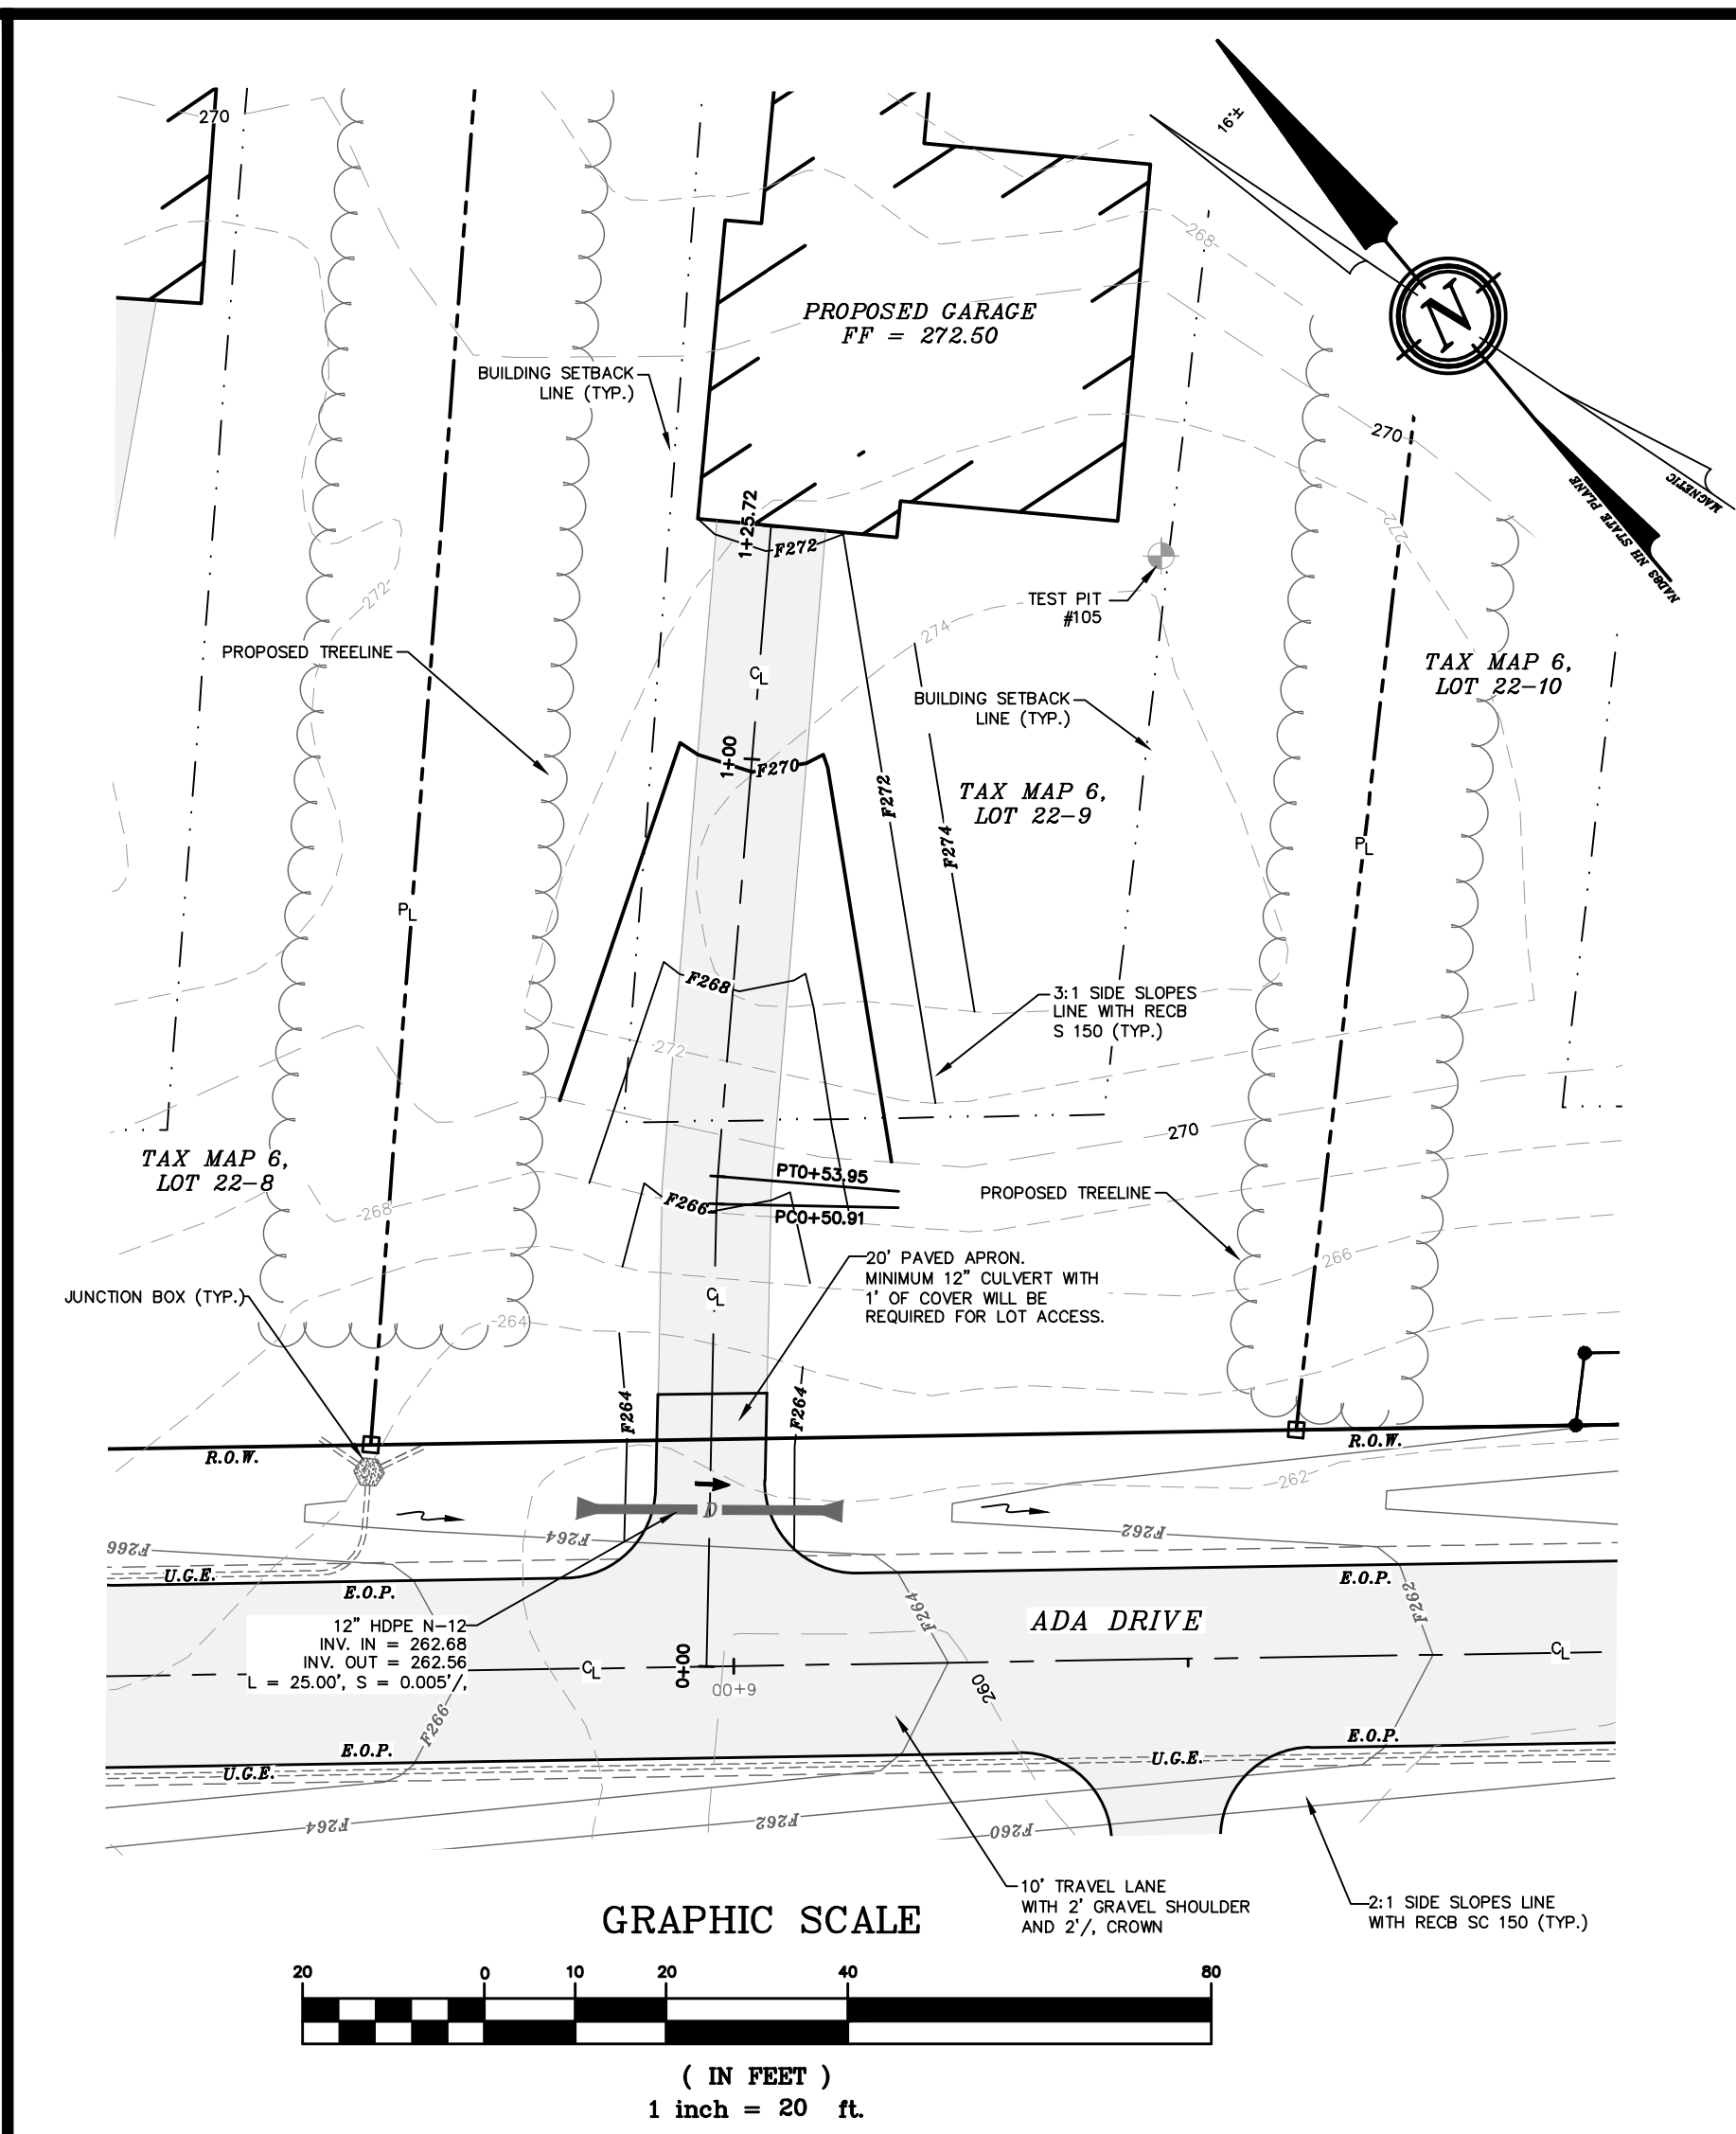 270
16°±
N
NAD83 NH STATE PLANE
MAGNETIC
268
PROPOSED GARAGE
FF = 272.50
BUILDING SETBACK
LINE (TYP.)
270
272
1+25.72
F272
TEST PIT
#105
272
274
PROPOSED TREELINE
CL
TAX MAP 6,
LOT 22-10
BUILDING SETBACK
LINE (TYP.)
1+00
F270
F272
F274
TAX MAP 6,
LOT 22-9
PL
PL
F268
3:1 SIDE SLOPES
LINE WITH RECB
S 150 (TYP.)
272
270
TAX MAP 6,
LOT 22-8
PT0+53.95
F266
PC0+50.91
PROPOSED TREELINE
268
266
20' PAVED APRON.
MINIMUM 12" CULVERT WITH
1' OF COVER WILL BE
REQUIRED FOR LOT ACCESS.
JUNCTION BOX (TYP.)
CL
264
F264
F264
R.O.W.
R.O.W.
262
D
F266
F264
F262
U.G.E.
E.O.P.
E.O.P.
F264
F262
12" HDPE N-12
INV. IN = 262.68
INV. OUT = 262.56
L = 25.00', S = 0.005'/,
ADA DRIVE
CL
0+00
CL
9+00
260
F266
E.O.P.
E.O.P.
U.G.E.
U.G.E.
F264
F262
F260
10' TRAVEL LANE
WITH 2' GRAVEL SHOULDER
AND 2'/, CROWN
2:1 SIDE SLOPES LINE
WITH RECB SC 150 (TYP.)
GRAPHIC SCALE
20 0 10 20 40 80
( IN FEET )
1 inch = 20 ft.